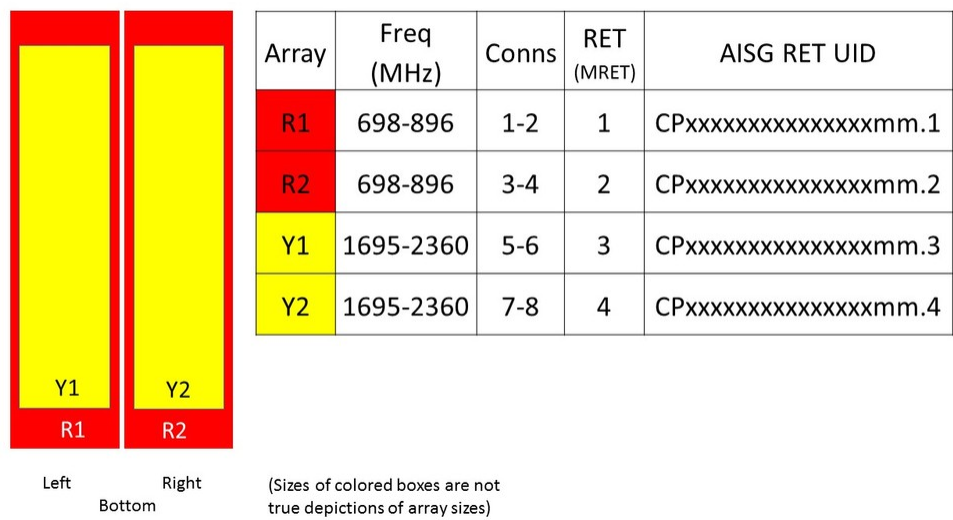 Array Freq (MHz) Conns RET (MRET) AISG RET UID
R1 698-896 1-2 1 CPxxxxxxxxxxxxxxxmm.1
R2 698-896 3-4 2 CPxxxxxxxxxxxxxxxmm.2
Y1 1695-2360 5-6 3 CPxxxxxxxxxxxxxxxmm.3
Y2 1695-2360 7-8 4 CPxxxxxxxxxxxxxxxmm.4
Y1 Y2
R1 R2
Left Right
Bottom
(Sizes of colored boxes are not
true depictions of array sizes)